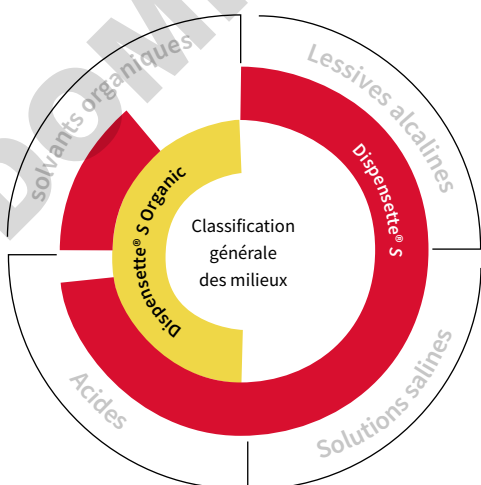 solvants organiques
Lessives alcalines
Dispensette® S
Dispensette® S Organic
Classification
générale
des milieux
Acides
Solutions salines